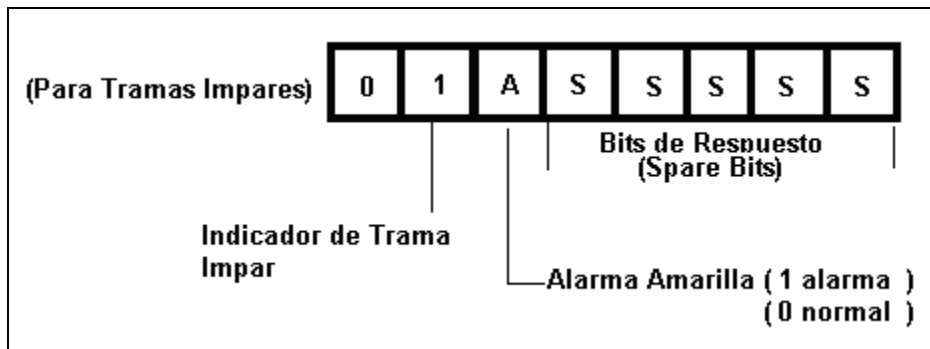 (Para Tramas Impares) 0 1 A S S S S S
Bits de Respuesto
(Spare Bits)
Indicador de Trama
Impar
Alarma Amarilla ( 1 alarma )
( 0 normal )